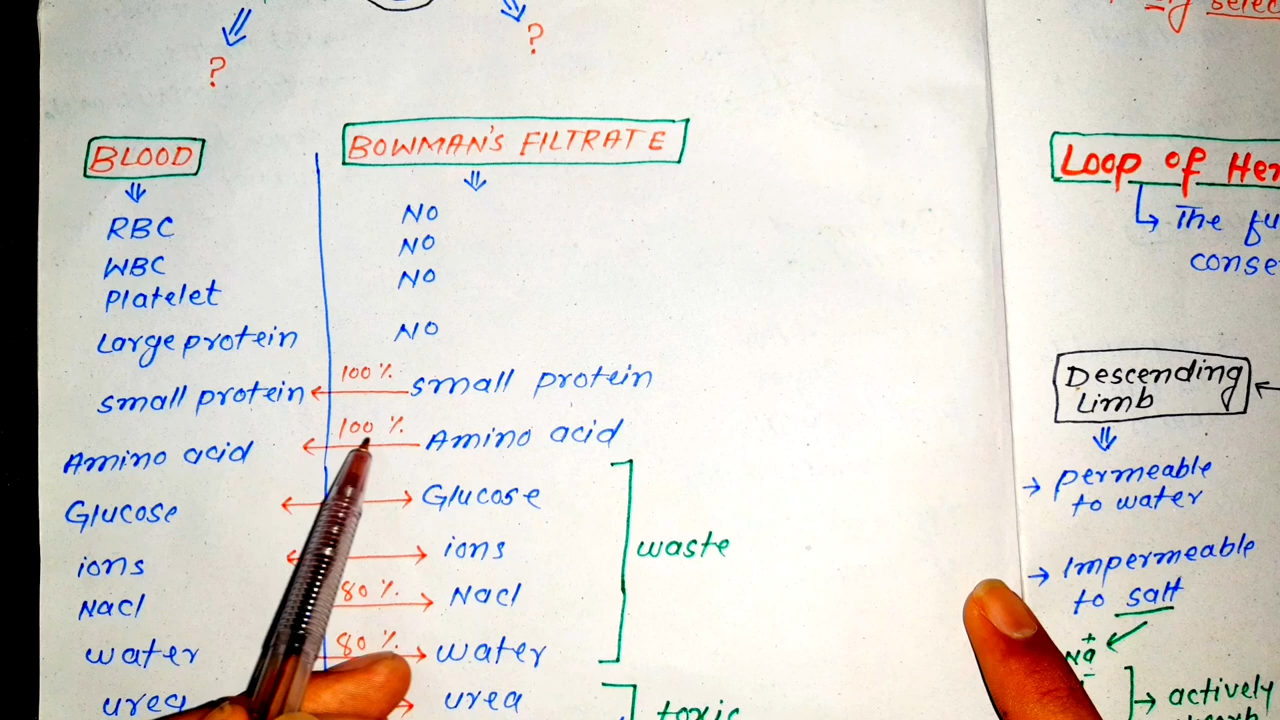 ? ?
BLOOD BOWMAN'S FILTRATE
RBC NO
WBC NO
Platelet NO
Large protein NO
small protein 100 % small protein
Amino acid 100 % Amino acid
Glucose Glucose
ions ions
waste
Nacl 80 % Nacl
water 80 % water
urea urea
toxic
Loop of
The
Descending
Limb
permeable
to water
Impermeable
to salt
Na+
actively